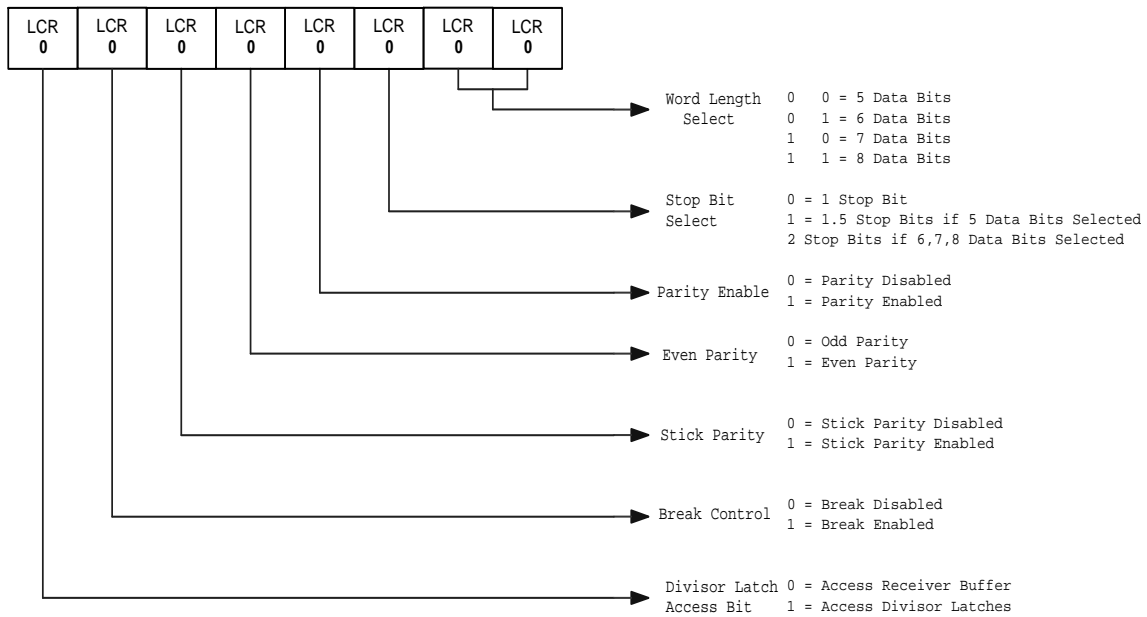 LCR LCR LCR LCR LCR LCR LCR LCR
0 0 0 0 0 0 0 0
Word Length Select
0 0 = 5 Data Bits
0 1 = 6 Data Bits
1 0 = 7 Data Bits
1 1 = 8 Data Bits
Stop Bit Select
0 = 1 Stop Bit
1 = 1.5 Stop Bits if 5 Data Bits Selected
2 Stop Bits if 6,7,8 Data Bits Selected
Parity Enable
0 = Parity Disabled
1 = Parity Enabled
Even Parity
0 = Odd Parity
1 = Even Parity
Stick Parity
0 = Stick Parity Disabled
1 = Stick Parity Enabled
Break Control
0 = Break Disabled
1 = Break Enabled
Divisor Latch Access Bit
0 = Access Receiver Buffer
1 = Access Divisor Latches